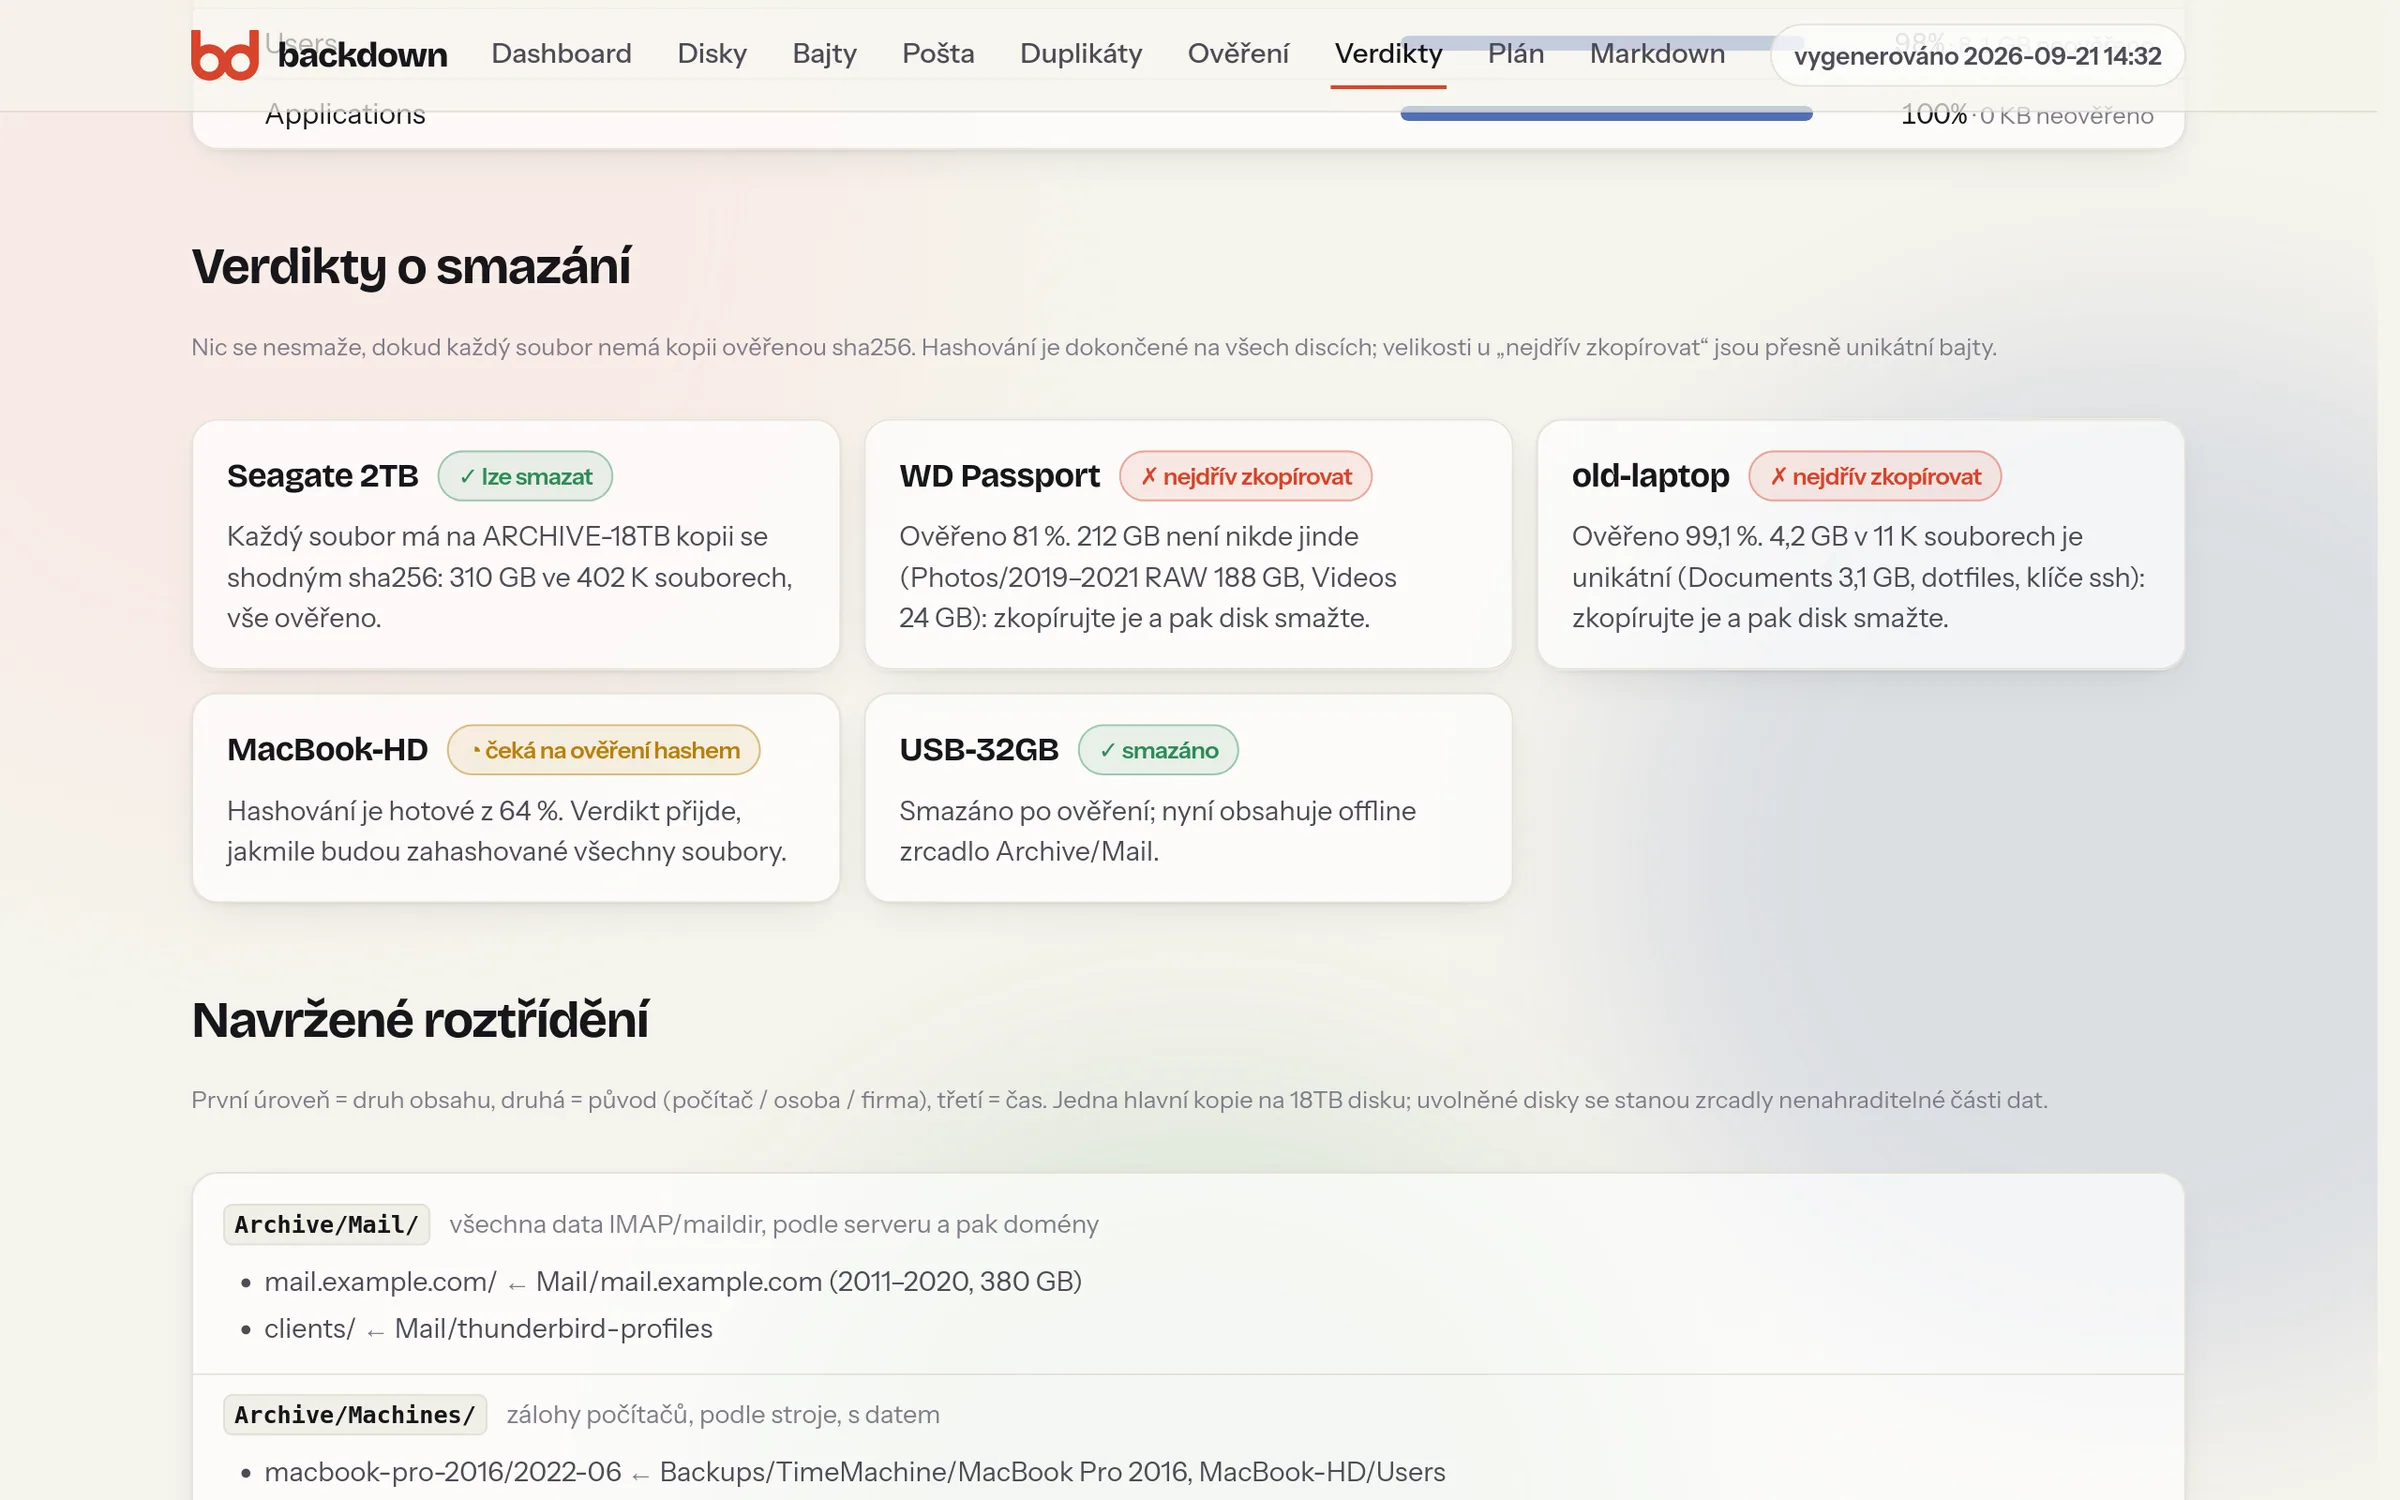 backdown Dashboard Disky Bajty Pošta Duplikáty Ověření Verdikty Plán Markdown vygenerováno 2026-09-21 14:32
Users 98%
Applications 100% · 0 KB neověřeno
Verdikty o smazání
Nic se nesmaže, dokud každý soubor nemá kopii ověřenou sha256. Hashování je dokončené na všech discích; velikosti u „nejdřív zkopírovat“ jsou přesně unikátní bajty.
Seagate 2TB ✓ lze smazat
Každý soubor má na ARCHIVE-18TB kopii se
shodným sha256: 310 GB ve 402 K souborech,
vše ověřeno.
WD Passport ✗ nejdřív zkopírovat
Ověřeno 81 %. 212 GB není nikde jinde
(Photos/2019–2021 RAW 188 GB, Videos
24 GB): zkopírujte je a pak disk smažte.
old-laptop ✗ nejdřív zkopírovat
Ověřeno 99,1 %. 4,2 GB v 11 K souborech je
unikátní (Documents 3,1 GB, dotfiles, klíče ssh):
zkopírujte je a pak disk smažte.
MacBook-HD čeká na ověření hashem
Hashování je hotové z 64 %. Verdikt přijde,
jakmile budou zahashované všechny soubory.
USB-32GB ✓ smazáno
Smazáno po ověření; nyní obsahuje offline
zrcadlo Archive/Mail.
Navržené roztřídění
První úroveň = druh obsahu, druhá = původ (počítač / osoba / firma), třetí = čas. Jedna hlavní kopie na 18TB disku; uvolněné disky se stanou zrcadly nenahraditelné části dat.
Archive/Mail/ všechna data IMAP/maildir, podle serveru a pak domény
• mail.example.com/ ← Mail/mail.example.com (2011–2020, 380 GB)
• clients/ ← Mail/thunderbird-profiles
Archive/Machines/ zálohy počítačů, podle stroje, s datem
• macbook-pro-2016/2022-06 ← Backups/TimeMachine/MacBook Pro 2016, MacBook-HD/Users